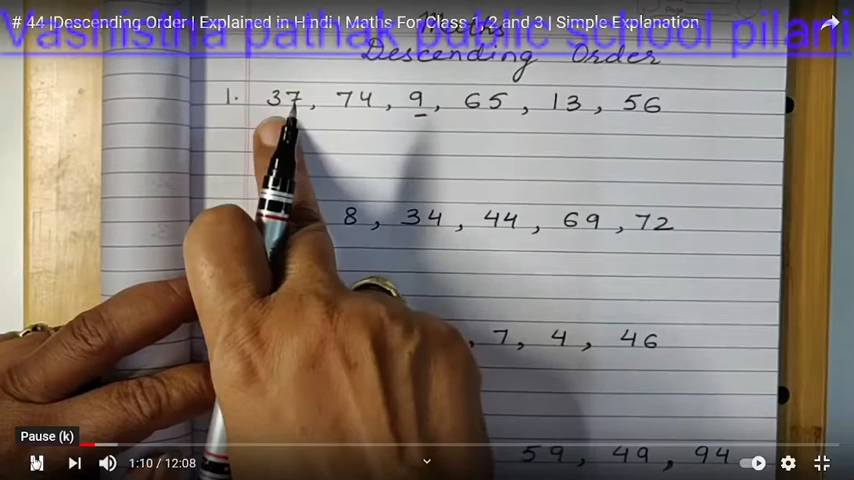 # 44 |Descending Order | Explained in Hindi | Maths For Class 1, 2 and 3 | Simple Explanation
Vashistha pathak public school pilani
Maths
Descending Order
1. 37, 74, 9, 65, 13, 56
8, 34, 44, 69, 72
, 7, 4, 46
59, 49, 94
Pause (k)
1:10 / 12:08